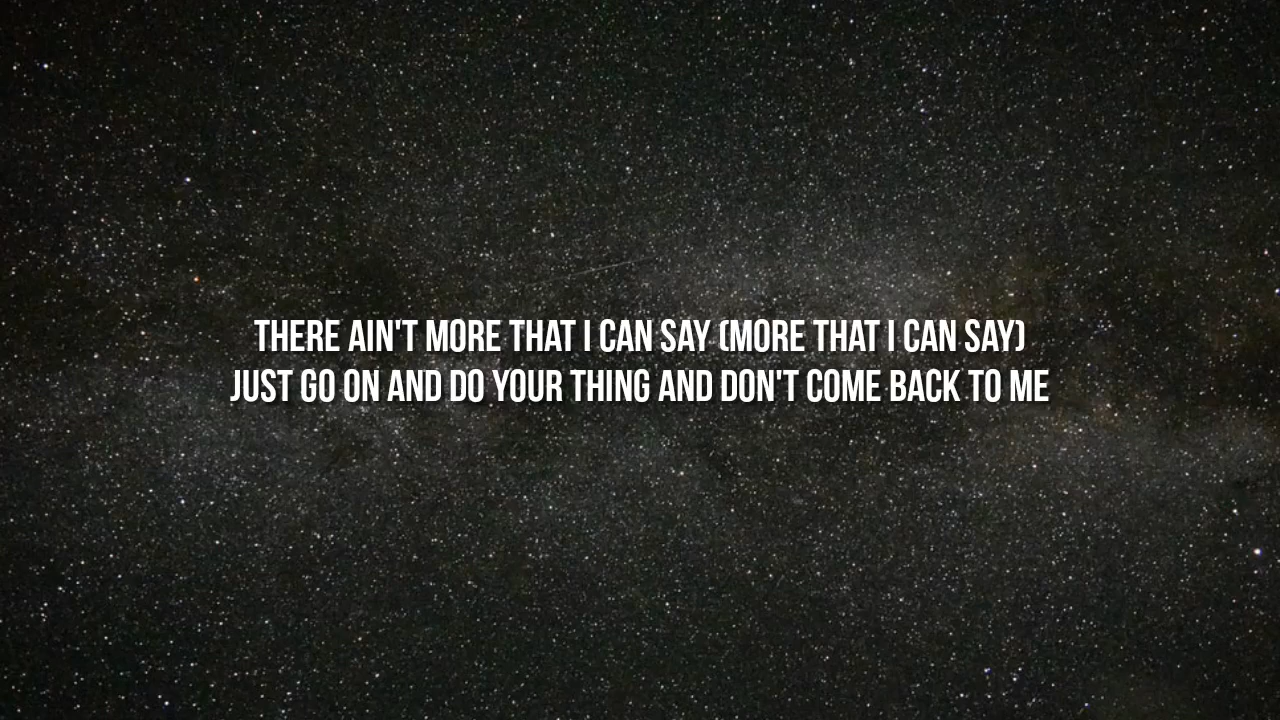 THERE AIN'T MORE THAT I CAN SAY (MORE THAT I CAN SAY)
JUST GO ON AND DO YOUR THING AND DON'T COME BACK TO ME